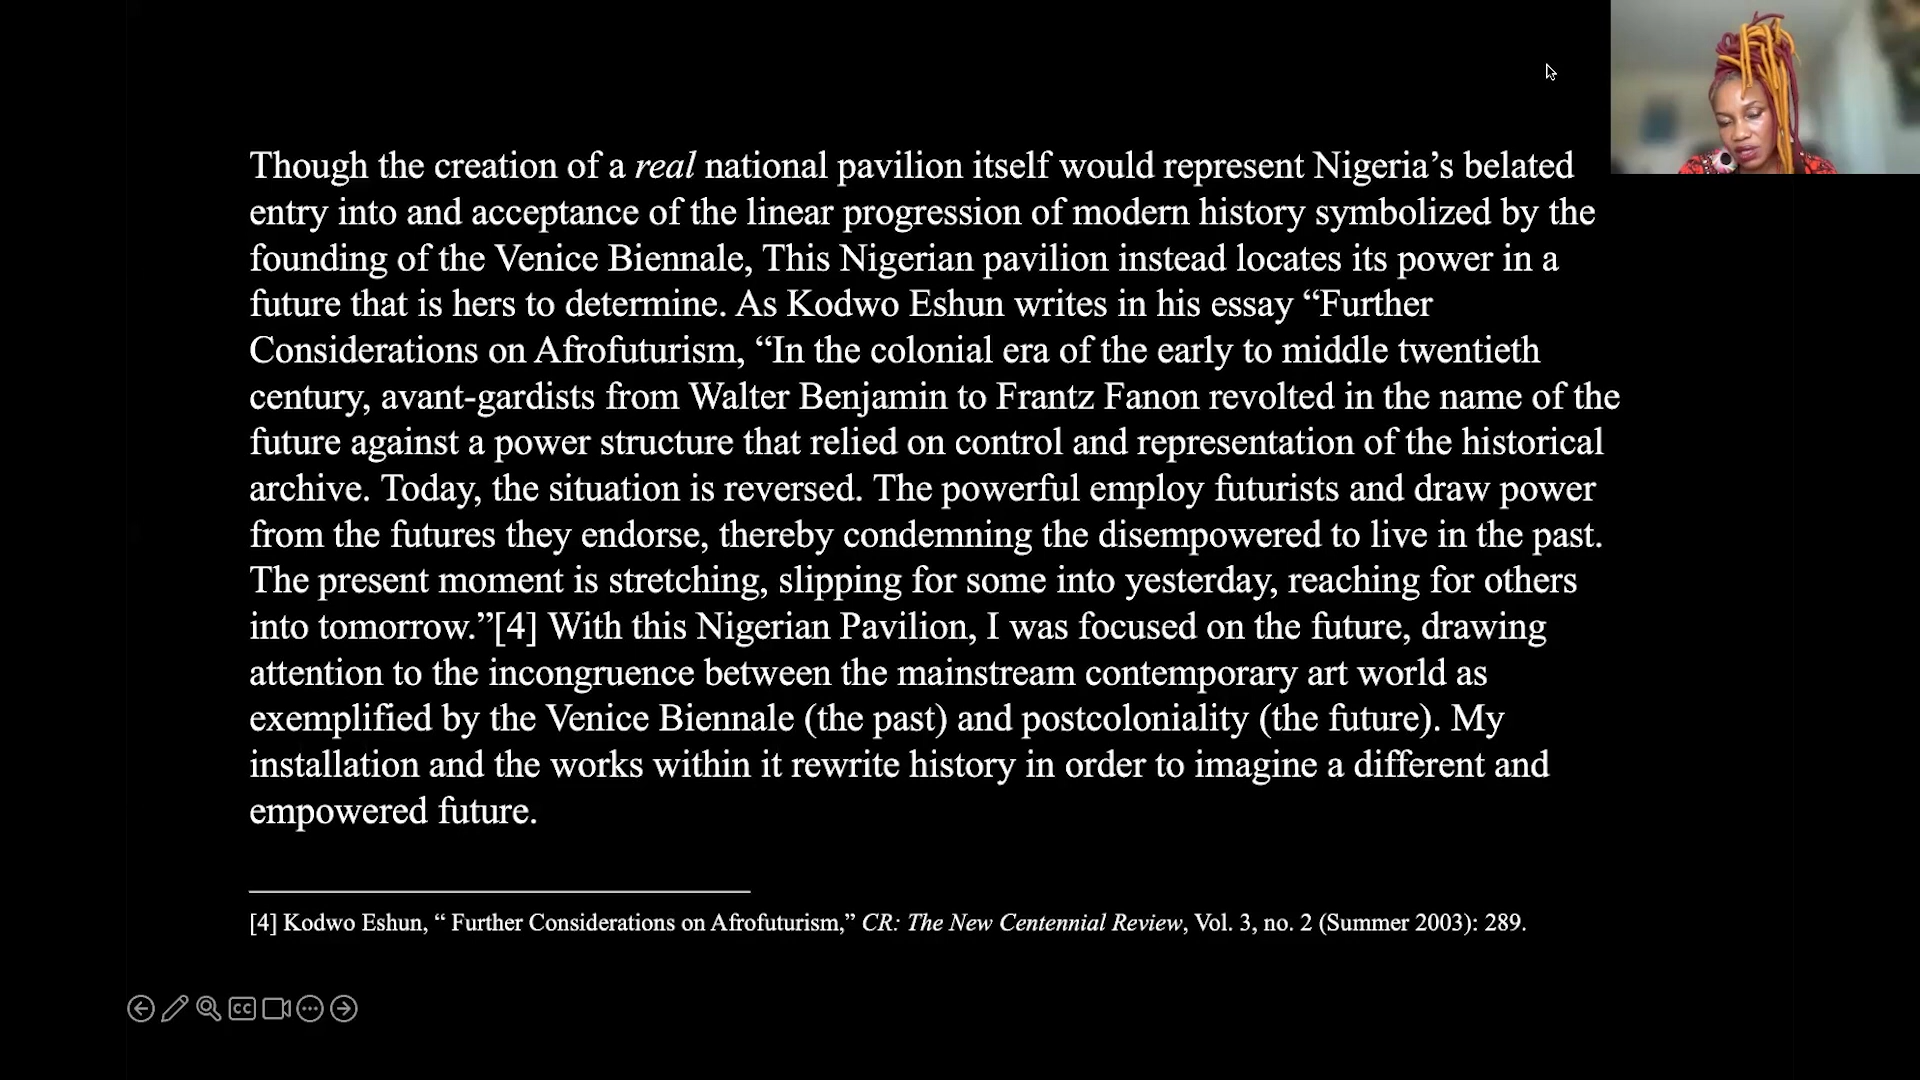 Though the creation of a real national pavilion itself would represent Nigeria’s belated
entry into and acceptance of the linear progression of modern history symbolized by the
founding of the Venice Biennale, This Nigerian pavilion instead locates its power in a
future that is hers to determine. As Kodwo Eshun writes in his essay “Further
Considerations on Afrofuturism, “In the colonial era of the early to middle twentieth
century, avant-gardists from Walter Benjamin to Frantz Fanon revolted in the name of the
future against a power structure that relied on control and representation of the historical
archive. Today, the situation is reversed. The powerful employ futurists and draw power
from the futures they endorse, thereby condemning the disempowered to live in the past.
The present moment is stretching, slipping for some into yesterday, reaching for others
into tomorrow.”[4] With this Nigerian Pavilion, I was focused on the future, drawing
attention to the incongruence between the mainstream contemporary art world as
exemplified by the Venice Biennale (the past) and postcoloniality (the future). My
installation and the works within it rewrite history in order to imagine a different and
empowered future.
[4] Kodwo Eshun, “ Further Considerations on Afrofuturism,” CR: The New Centennial Review, Vol. 3, no. 2 (Summer 2003): 289.
CC